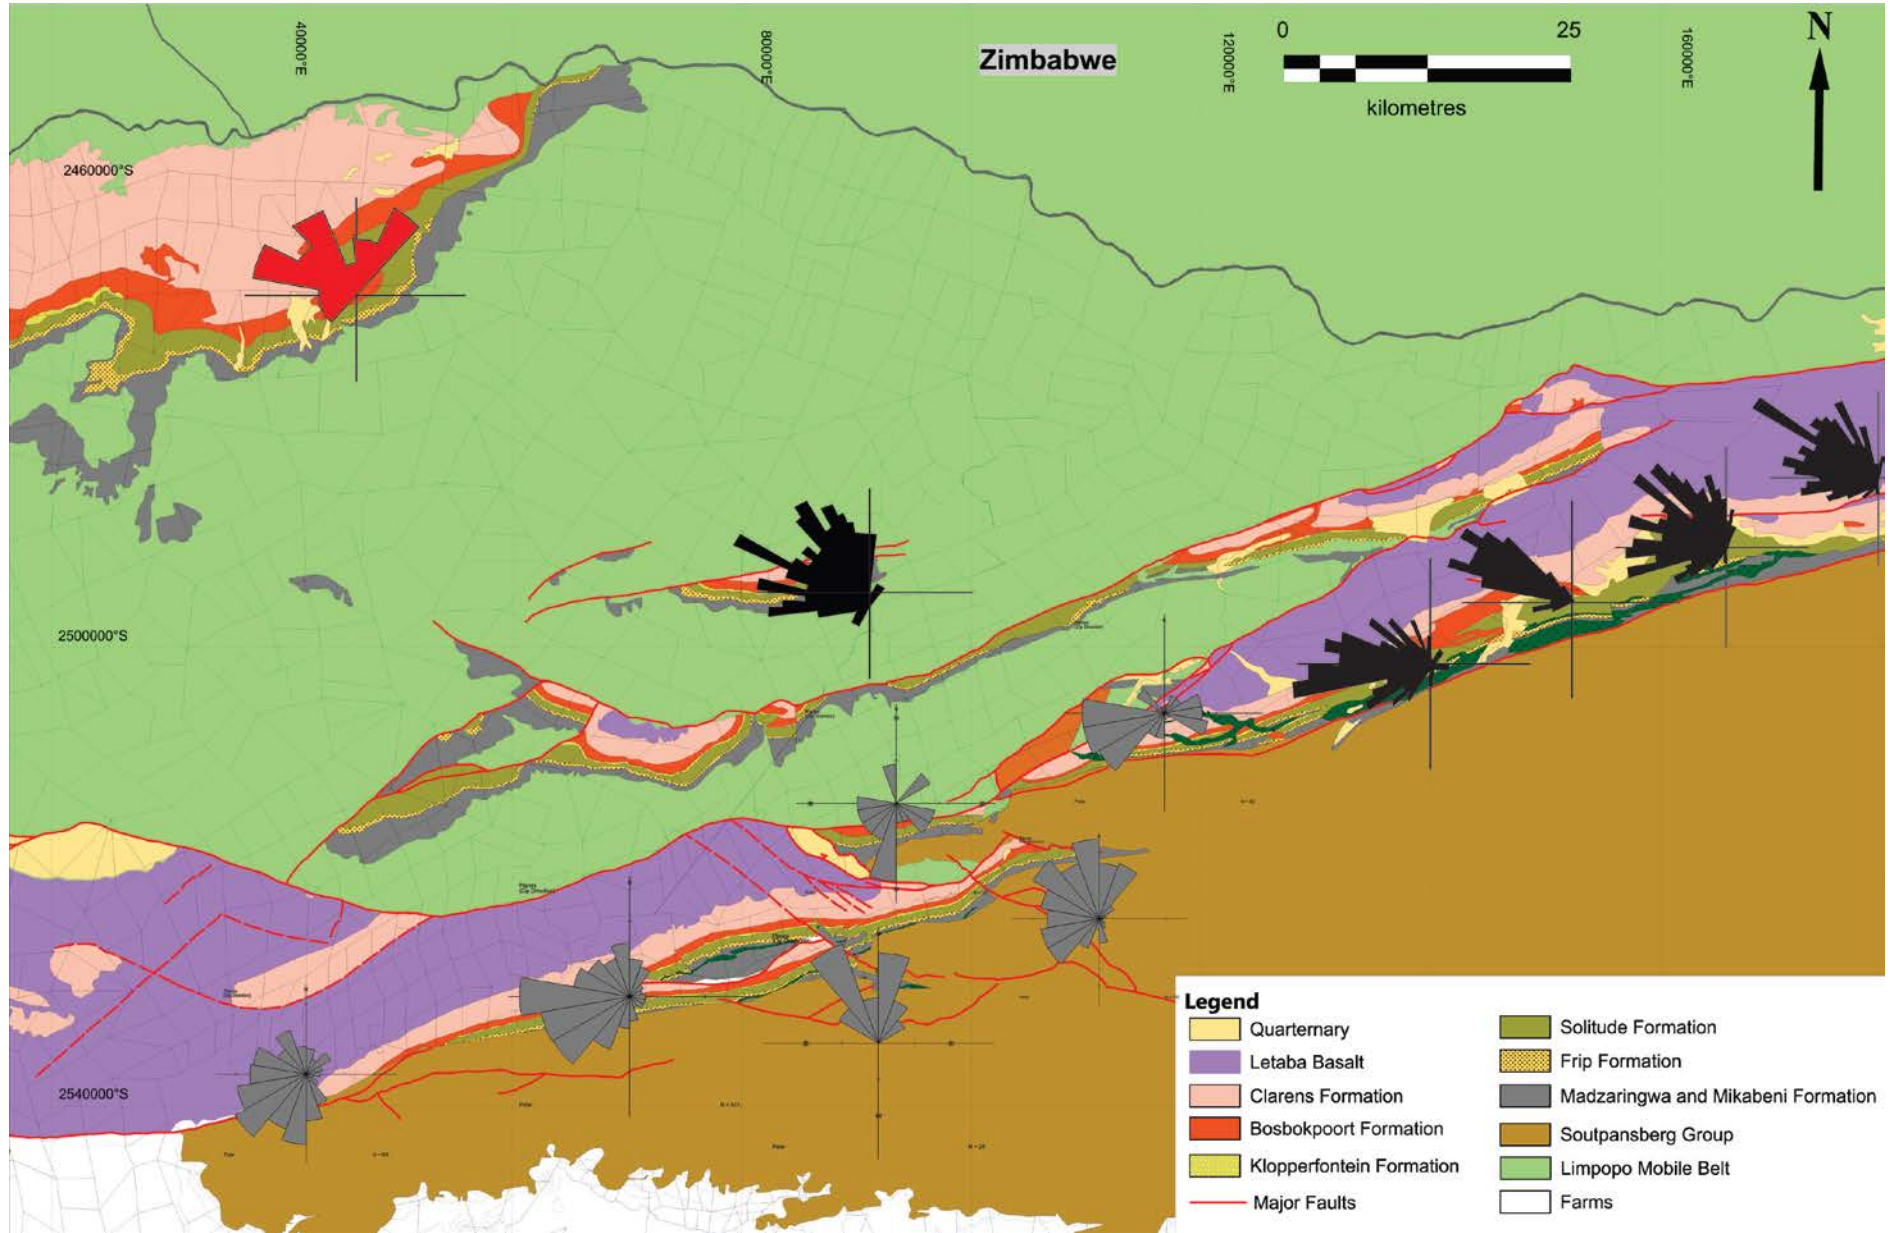 Zimbabwe
0 25
kilometres
N
40000°E
80000°E
120000°E
160000°E
2460000°S
2500000°S
2540000°S
Legend
Quarternary
Letaba Basalt
Clarens Formation
Bosbokpoort Formation
Klopperfontein Formation
Major Faults
Solitude Formation
Frip Formation
Madzaringwa and Mikabeni Formation
Soutpansberg Group
Limpopo Mobile Belt
Farms